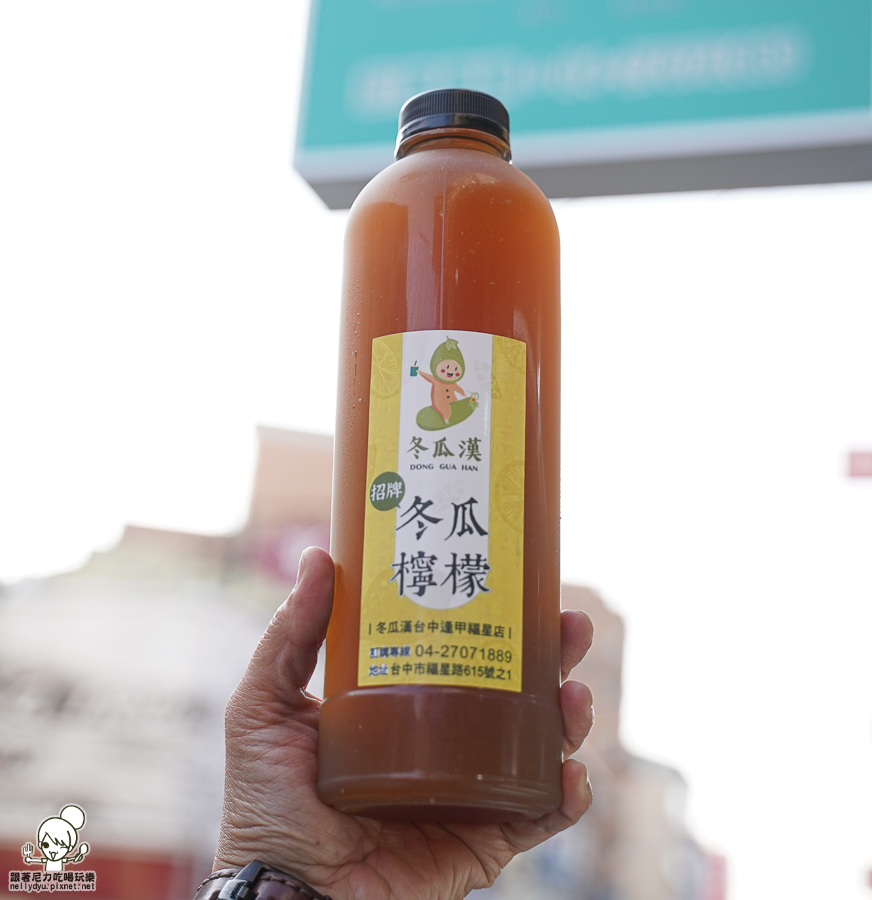 冬瓜漢
DONG GUA HAN
招牌
冬瓜
檸檬
|冬瓜漢台中逢甲福星店|
訂購專線 04-27071889
地址台中市福星路615號之1
跟著尼力吃喝玩樂
nellydyu.pixnet.net